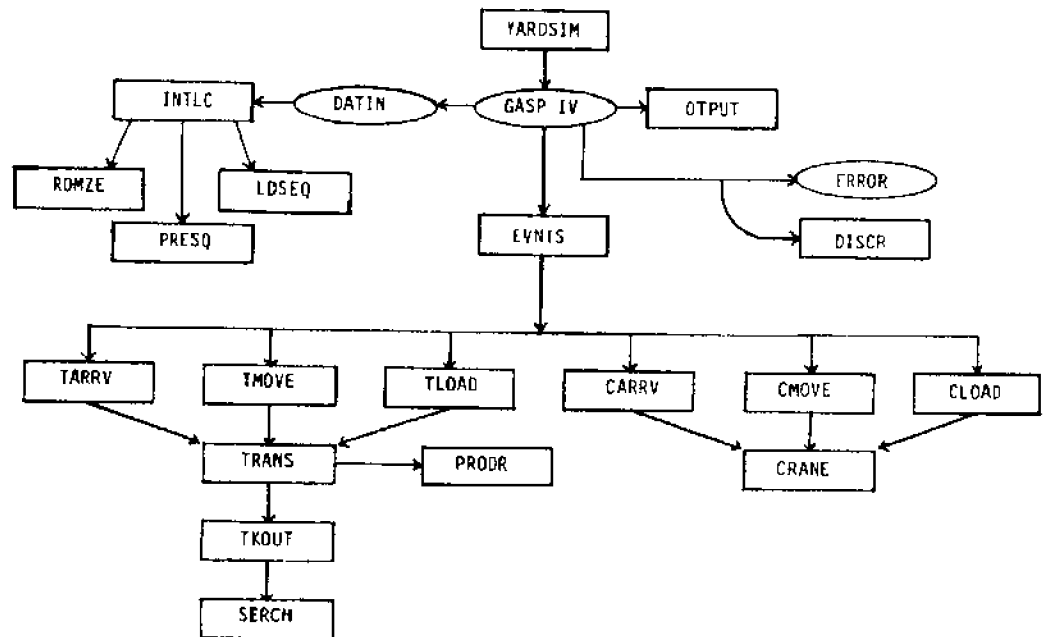 YARDSIM
INTLC
DATIN
GASP IV
OTPUT
RDMZE
LDSEQ
ERROR
PRESQ
EVNTS
DISCR
TARRV
TMOVE
TLOAD
CARRV
CMOVE
CLOAD
TRANS
PRODR
CRANE
TKOUT
SERCH